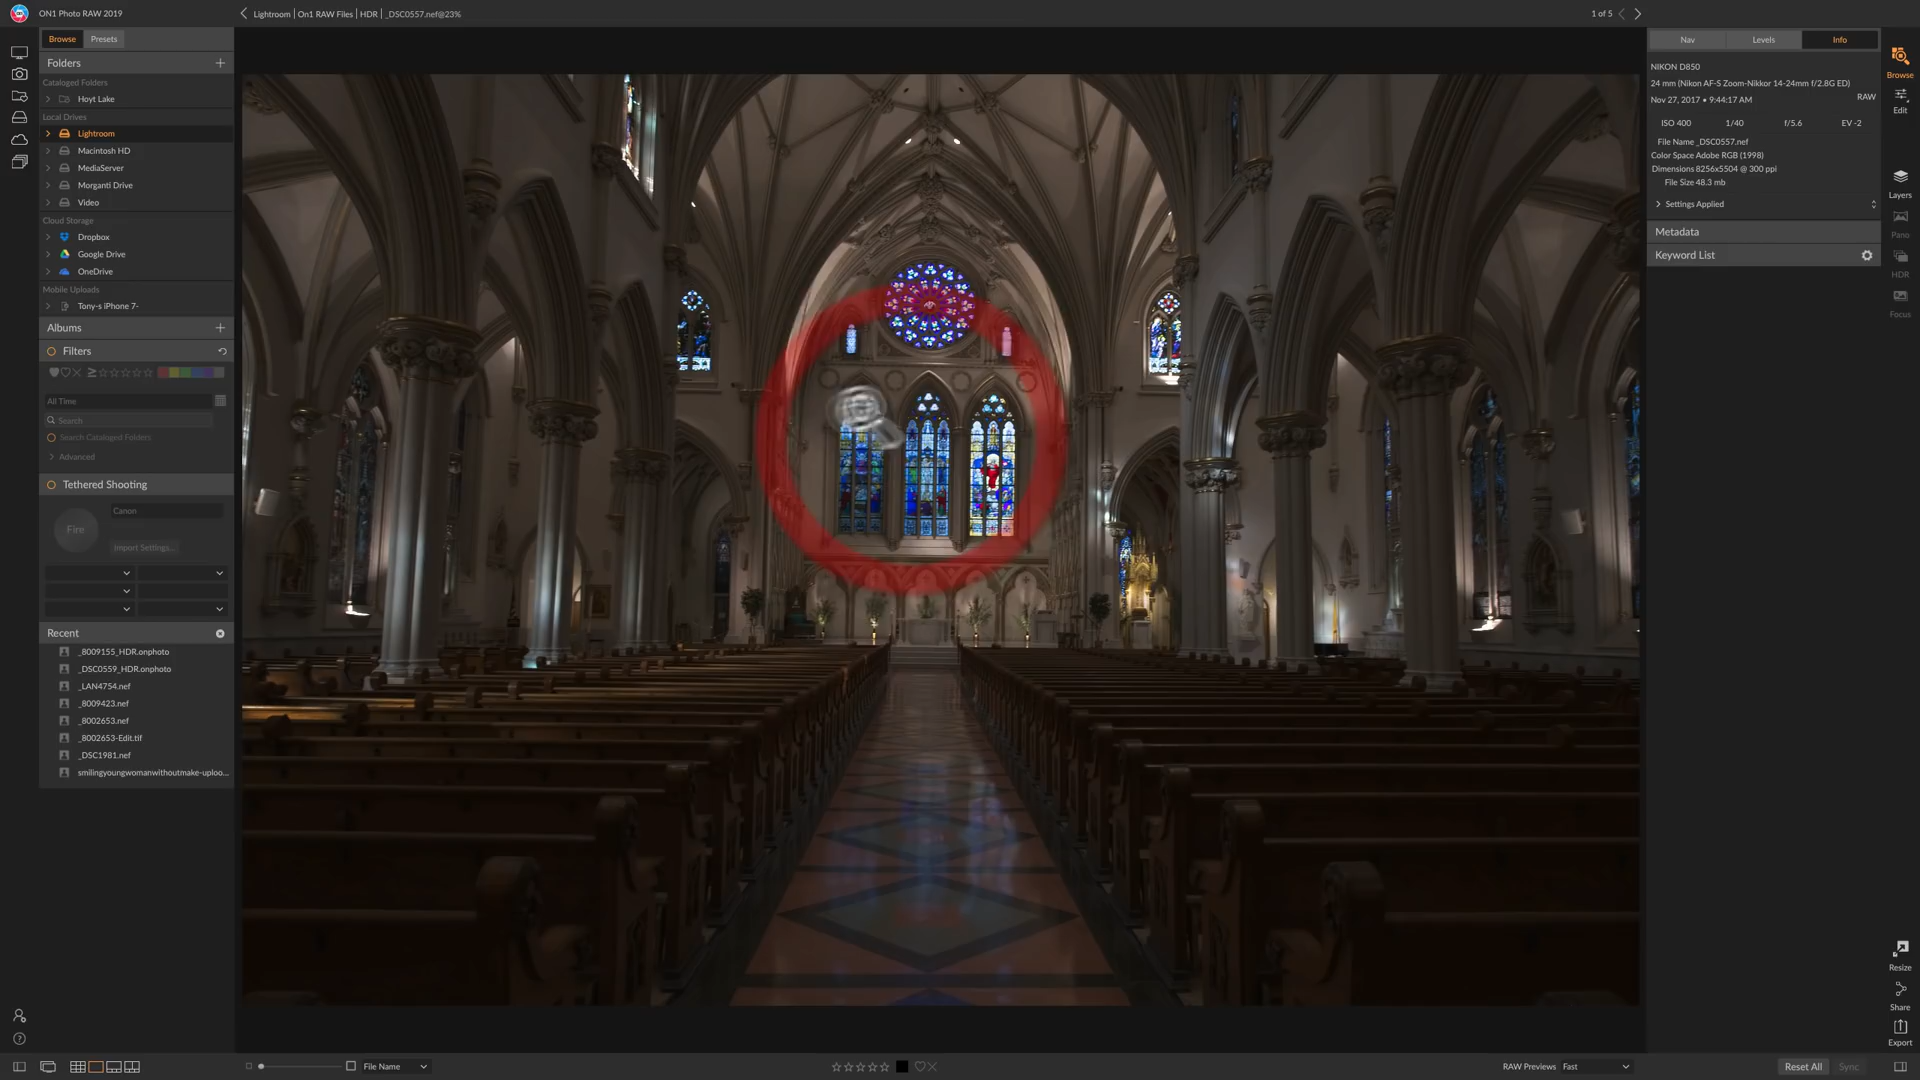 ON1 Photo RAW 2019
Lightroom | On1 RAW Files | HDR | _DSC0557.nef@23%
1 of 5
Browse
Presets
Folders
Cataloged Folders
Hoyt Lake
Local Drives
Lightroom
Macintosh HD
MediaServer
Morganti Drive
Video
Cloud Storage
Dropbox
Google Drive
OneDrive
Mobile Uploads
Tony-s iPhone 7-
Albums
Filters
All Time
Search
Search Cataloged Folders
Advanced
Tethered Shooting
Canon
Fire
Import Settings...
Recent
_8009155_HDR.onphoto
_DSC0559_HDR.onphoto
_LAN4754.nef
_8009423.nef
_8002653.nef
_8002653-Edit.tif
_DSC1981.nef
smilingyoungwomanwithoutmake-uploo...
File Name
RAW Previews Fast
Reset All
Sync
Nav
Levels
Info
NIKON D850
24 mm (Nikon AF-S Zoom-Nikkor 14-24mm f/2.8G ED)
Nov 27, 2017 • 9:44:17 AM
RAW
ISO 400
1/40
f/5.6
EV -2
File Name _DSC0557.nef
Color Space Adobe RGB (1998)
Dimensions 8256x5504 @ 300 ppi
File Size 48.3 mb
Settings Applied
Metadata
Keyword List
Browse
Edit
Layers
Pano
HDR
Focus
Resize
Share
Export